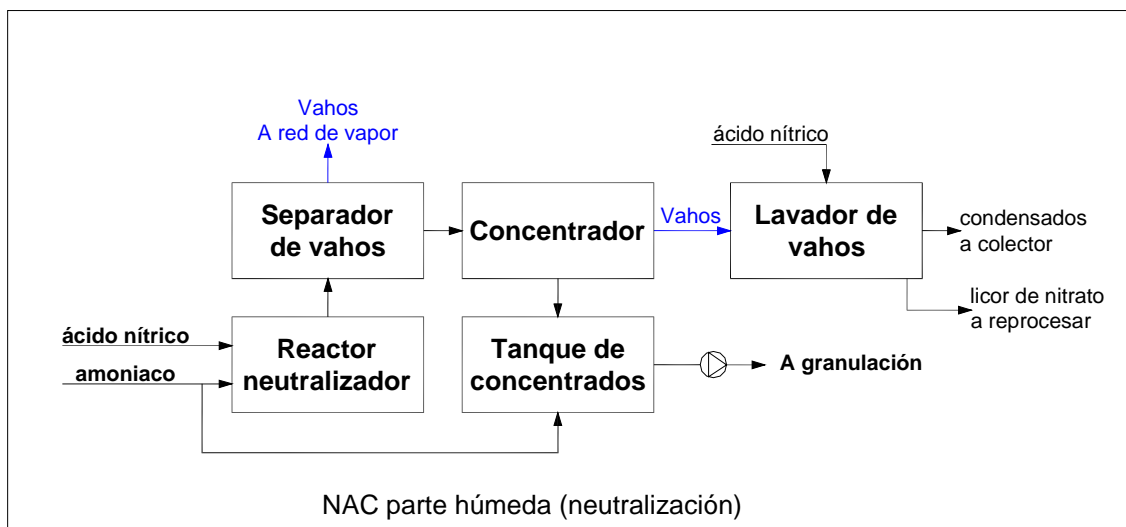 Vahos
A red de vapor
ácido nítrico
Separador
de vahos
Concentrador
Vahos
Lavador de
vahos
condensados
a colector
licor de nitrato
a reprocesar
ácido nítrico
amoniaco
Reactor
neutralizador
Tanque de
concentrados
A granulación
NAC parte húmeda (neutralización)